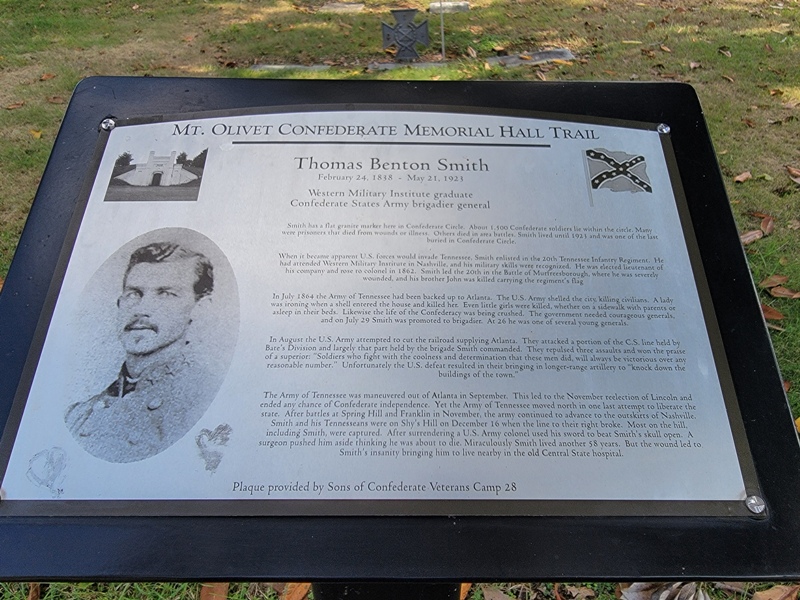 MT. OLIVET CONFEDERATE MEMORIAL HALL TRAIL
Thomas Benton Smith
February 24, 1838 - May 21, 1923
Western Military Institute graduate
Confederate States Army brigadier general
Smith has a flat granite marker here in Confederate Circle. About 1,500 Confederate soldiers lie within the circle. Many
were prisoners that died from wounds or illness. Others died in area battles. Smith lived until 1923 and was one of the last
buried in Confederate Circle.
When it became apparent U.S. forces would invade Tennessee, Smith enlisted in the 20th Tennessee Infantry Regiment. He
had attended Western Military Institute in Nashville, and his military skills were recognized. He was elected lieutenant of
his company and rose to colonel in 1862. Smith led the 20th in the Battle of Murfreesborough, where he was severely
wounded, and his brother John was killed carrying the regiment's flag
In July 1864 the Army of Tennessee had been backed up to Atlanta. The U.S. Army shelled the city, killing civilians. A lady
was ironing when a shell entered the house and killed her. Even little girls were killed, whether on a sidewalk with parents or
asleep in their beds. Likewise the life of the Confederacy was being crushed. The government needed courageous generals,
and on July 29 Smith was promoted to brigadier. At 26 he was one of several young generals.
In August the U.S. Army attempted to cut the railroad supplying Atlanta. They attacked a portion of the C.S. line held by
Bate's Division and largely that part held by the brigade Smith commanded. They repulsed three assaults and won the praise
of a superior: "Soldiers who fight with the coolness and determination that these men did, will always be victorious over any
reasonable number." Unfortunately the U.S. defeat resulted in their bringing in longer-range artillery to "knock down the
buildings of the town."
The Army of Tennessee was maneuvered out of Atlanta in September. This led to the November reelection of Lincoln and
ended any chance of Confederate independence. Yet the Army of Tennessee moved north in one last attempt to liberate the
state. After battles at Spring Hill and Franklin in November, the army continued to advance to the outskirts of Nashville.
Smith and his Tennesseans were on Shy's Hill on December 16 when the line to their right broke. Most on the hill,
including Smith, were captured. After surrendering a U.S. Army colonel used his sword to beat Smith's skull open. A
surgeon pushed him aside thinking he was about to die. Miraculously Smith lived another 58 years. But the wound led to
Smith's insanity bringing him to live nearby in the old Central State hospital.
Plaque provided by Sons of Confederate Veterans Camp 28